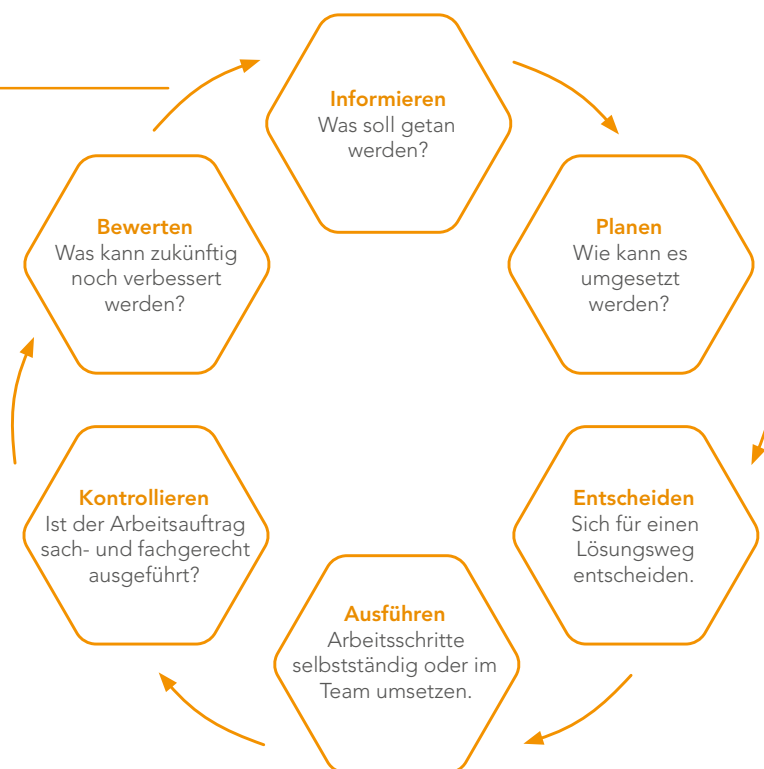 Informieren
Was soll getan
werden?
Planen
Wie kann es
umgesetzt
werden?
Entscheiden
Sich für einen
Lösungsweg
entscheiden.
Ausführen
Arbeitsschritte
selbstständig oder im
Team umsetzen.
Kontrollieren
Ist der Arbeitsauftrag
sach- und fachgerecht
ausgeführt?
Bewerten
Was kann zukünftig
noch verbessert
werden?